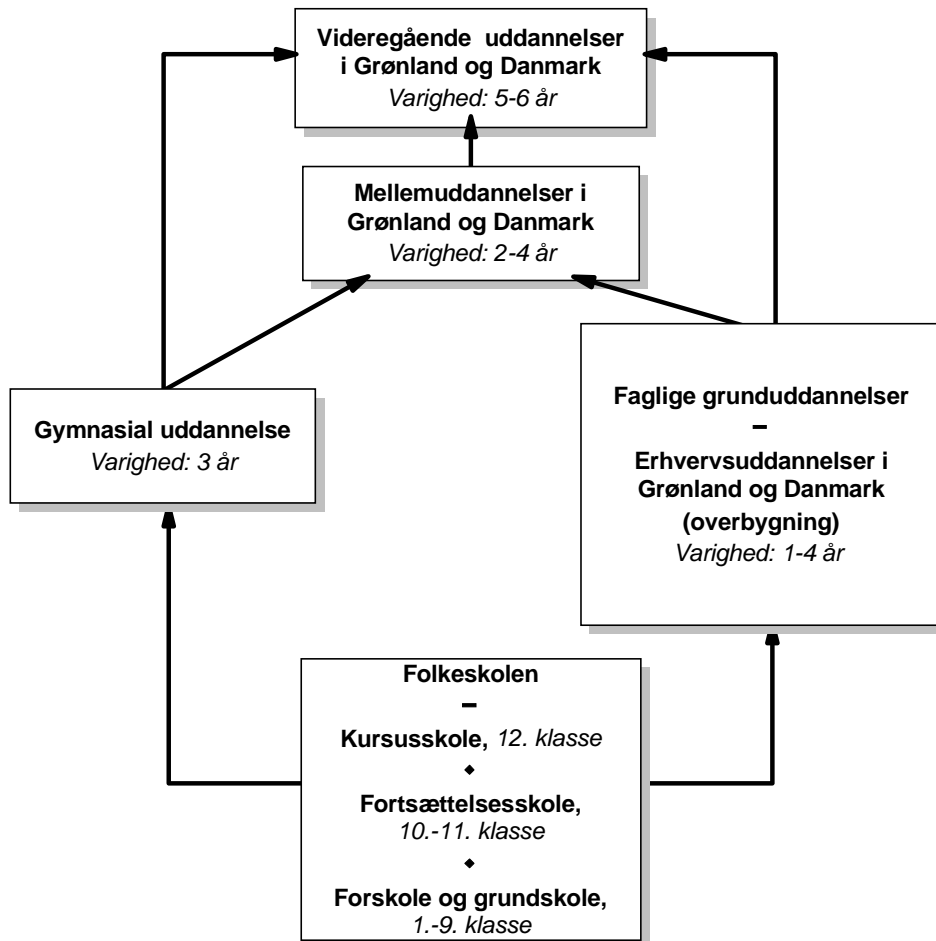 Videregående uddannelser
i Grønland og Danmark
Varighed: 5-6 år
Mellemuddannelser i
Grønland og Danmark
Varighed: 2-4 år
Gymnasial uddannelse
Varighed: 3 år
Faglige grunduddannelser
–
Erhvervsuddannelser i
Grønland og Danmark
(overbygning)
Varighed: 1-4 år
Folkeskolen
–
Kursusskole, 12. klasse
◆
Fortsættelsesskole,
10.-11. klasse
◆
Forskole og grundskole,
1.-9. klasse